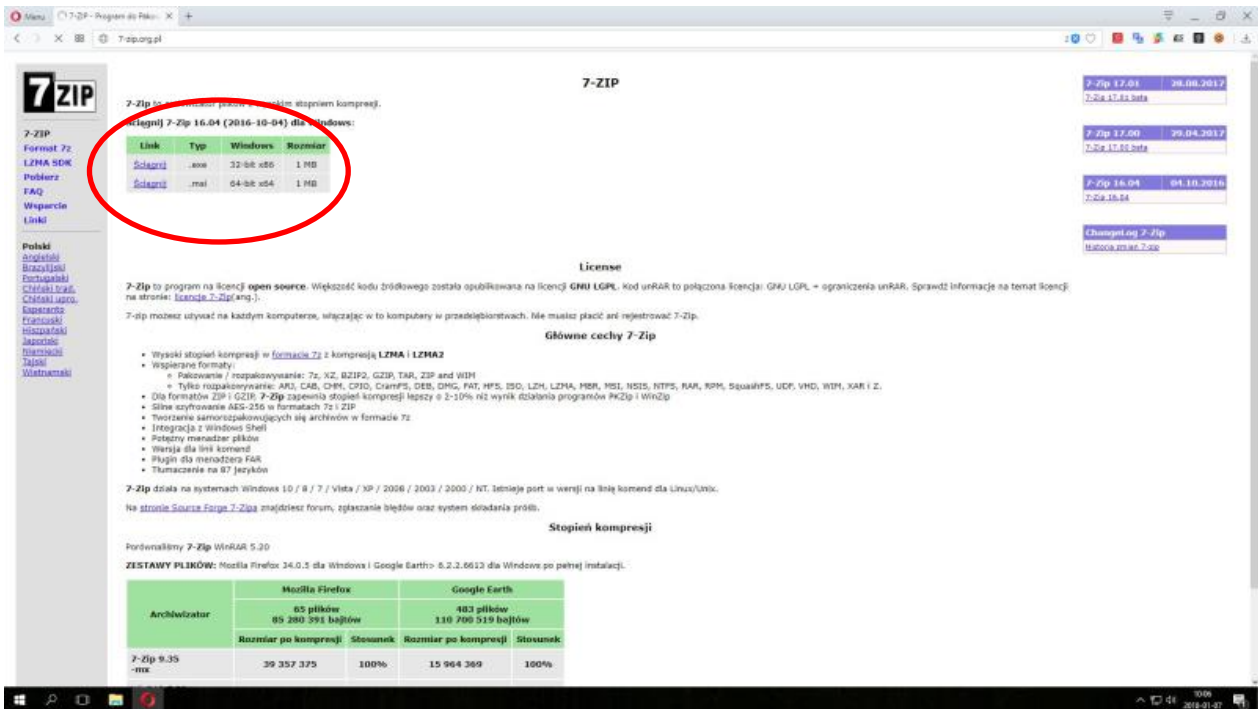 Menu
7-ZIP - Program do Pako
7-zip.org.pl
7 ZIP
7-ZIP
Format 7z
LZMA SDK
Pobierz
FAQ
Wsparcie
Linki
Polski
Angielski
Brazylijski
Portugalski
Chiński trad.
Chiński upro.
Esperanto
Francuski
Hiszpański
Japoński
Niemiecki
Tajski
Wietnamski
7-ZIP
7-Zip to kim stopniem kompresji.
Ściągnij 7-Zip 16.04 (2016-10-04) dla Windows:
Link Typ Windows Rozmiar
Ściągnij .exe 32-bit x86 1 MB
Ściągnij .msi 64-bit x64 1 MB
License
7-Zip to program na licencji open source. Większość kodu źródłowego została opublikowana na licencji GNU LGPL. Kod unRAR to połączona licencja: GNU LGPL + ograniczenia unRAR. Sprawdź informacje na temat licencji
na stronie: licencje 7-Zip(ang.).
7-zip możesz używać na każdym komputerze, włączając w to komputery w przedsiębiorstwach. Nie musisz płacić ani rejestrować 7-Zip.
Główne cechy 7-Zip
• Wysoki stopień kompresji w formacie 7z z kompresją LZMA i LZMA2
• Wspierane formaty:
Pakowanie / rozpakowywanie: 7z, XZ, BZIP2, GZIP, TAR, ZIP and WIM
Tylko rozpakowywanie: ARJ, CAB, CHM, CPIO, CramFS, DEB, DMG, FAT, HFS, ISO, LZH, LZMA, MBR, MSI, NSIS, NTFS, RAR, RPM, SquashFS, UDF, VHD, WIM, XAR i Z.
• Dla formatów ZIP i GZIP, 7-Zip zapewnia stopień kompresji lepszy o 2-10% niż wynik działania programów PKZip i WinZip
• Silne szyfrowanie AES-256 w formatach 7z i ZIP
• Tworzenie samorozpakowujących się archiwów w formacie 7z
• Integracja z Windows Shell
• Potężny menadżer plików
• Wersja dla linii komend
• Plugin dla menadżera FAR
• Tłumaczenie na 87 języków
7-Zip działa na systemach Windows 10 / 8 / 7 / Vista / XP / 2008 / 2003 / 2000 / NT. Istnieje port w wersji na linię komend dla Linux/Unix.
Na stronie Source Forge 7-Zipa znajdziesz forum, zgłaszanie błędów oraz system składania próśb.
Stopień kompresji
Porównaliśmy 7-Zip WinRAR 5.20
ZESTAWY PLIKÓW: Mozilla Firefox 34.0.5 dla Windows i Google Earth> 6.2.2.6613 dla Windows po pełnej instalacji.
Archiwizator Mozilla Firefox Google Earth
65 plików 483 plików
85 280 391 bajtów 110 700 519 bajtów
Rozmiar po kompresji Stosunek Rozmiar po kompresji Stosunek
7-Zip 9.35
-mx 39 357 375 100% 15 964 369 100%
7-Zip 17.01 28.08.2017
7-Zip 17.01 beta
7-Zip 17.00 29.04.2017
7-Zip 17.00 beta
7-Zip 16.04 04.10.2016
7-Zip 16.04
ChangeLog 7-Zip
Historia zmian 7-zip
10:06
2018-01-07